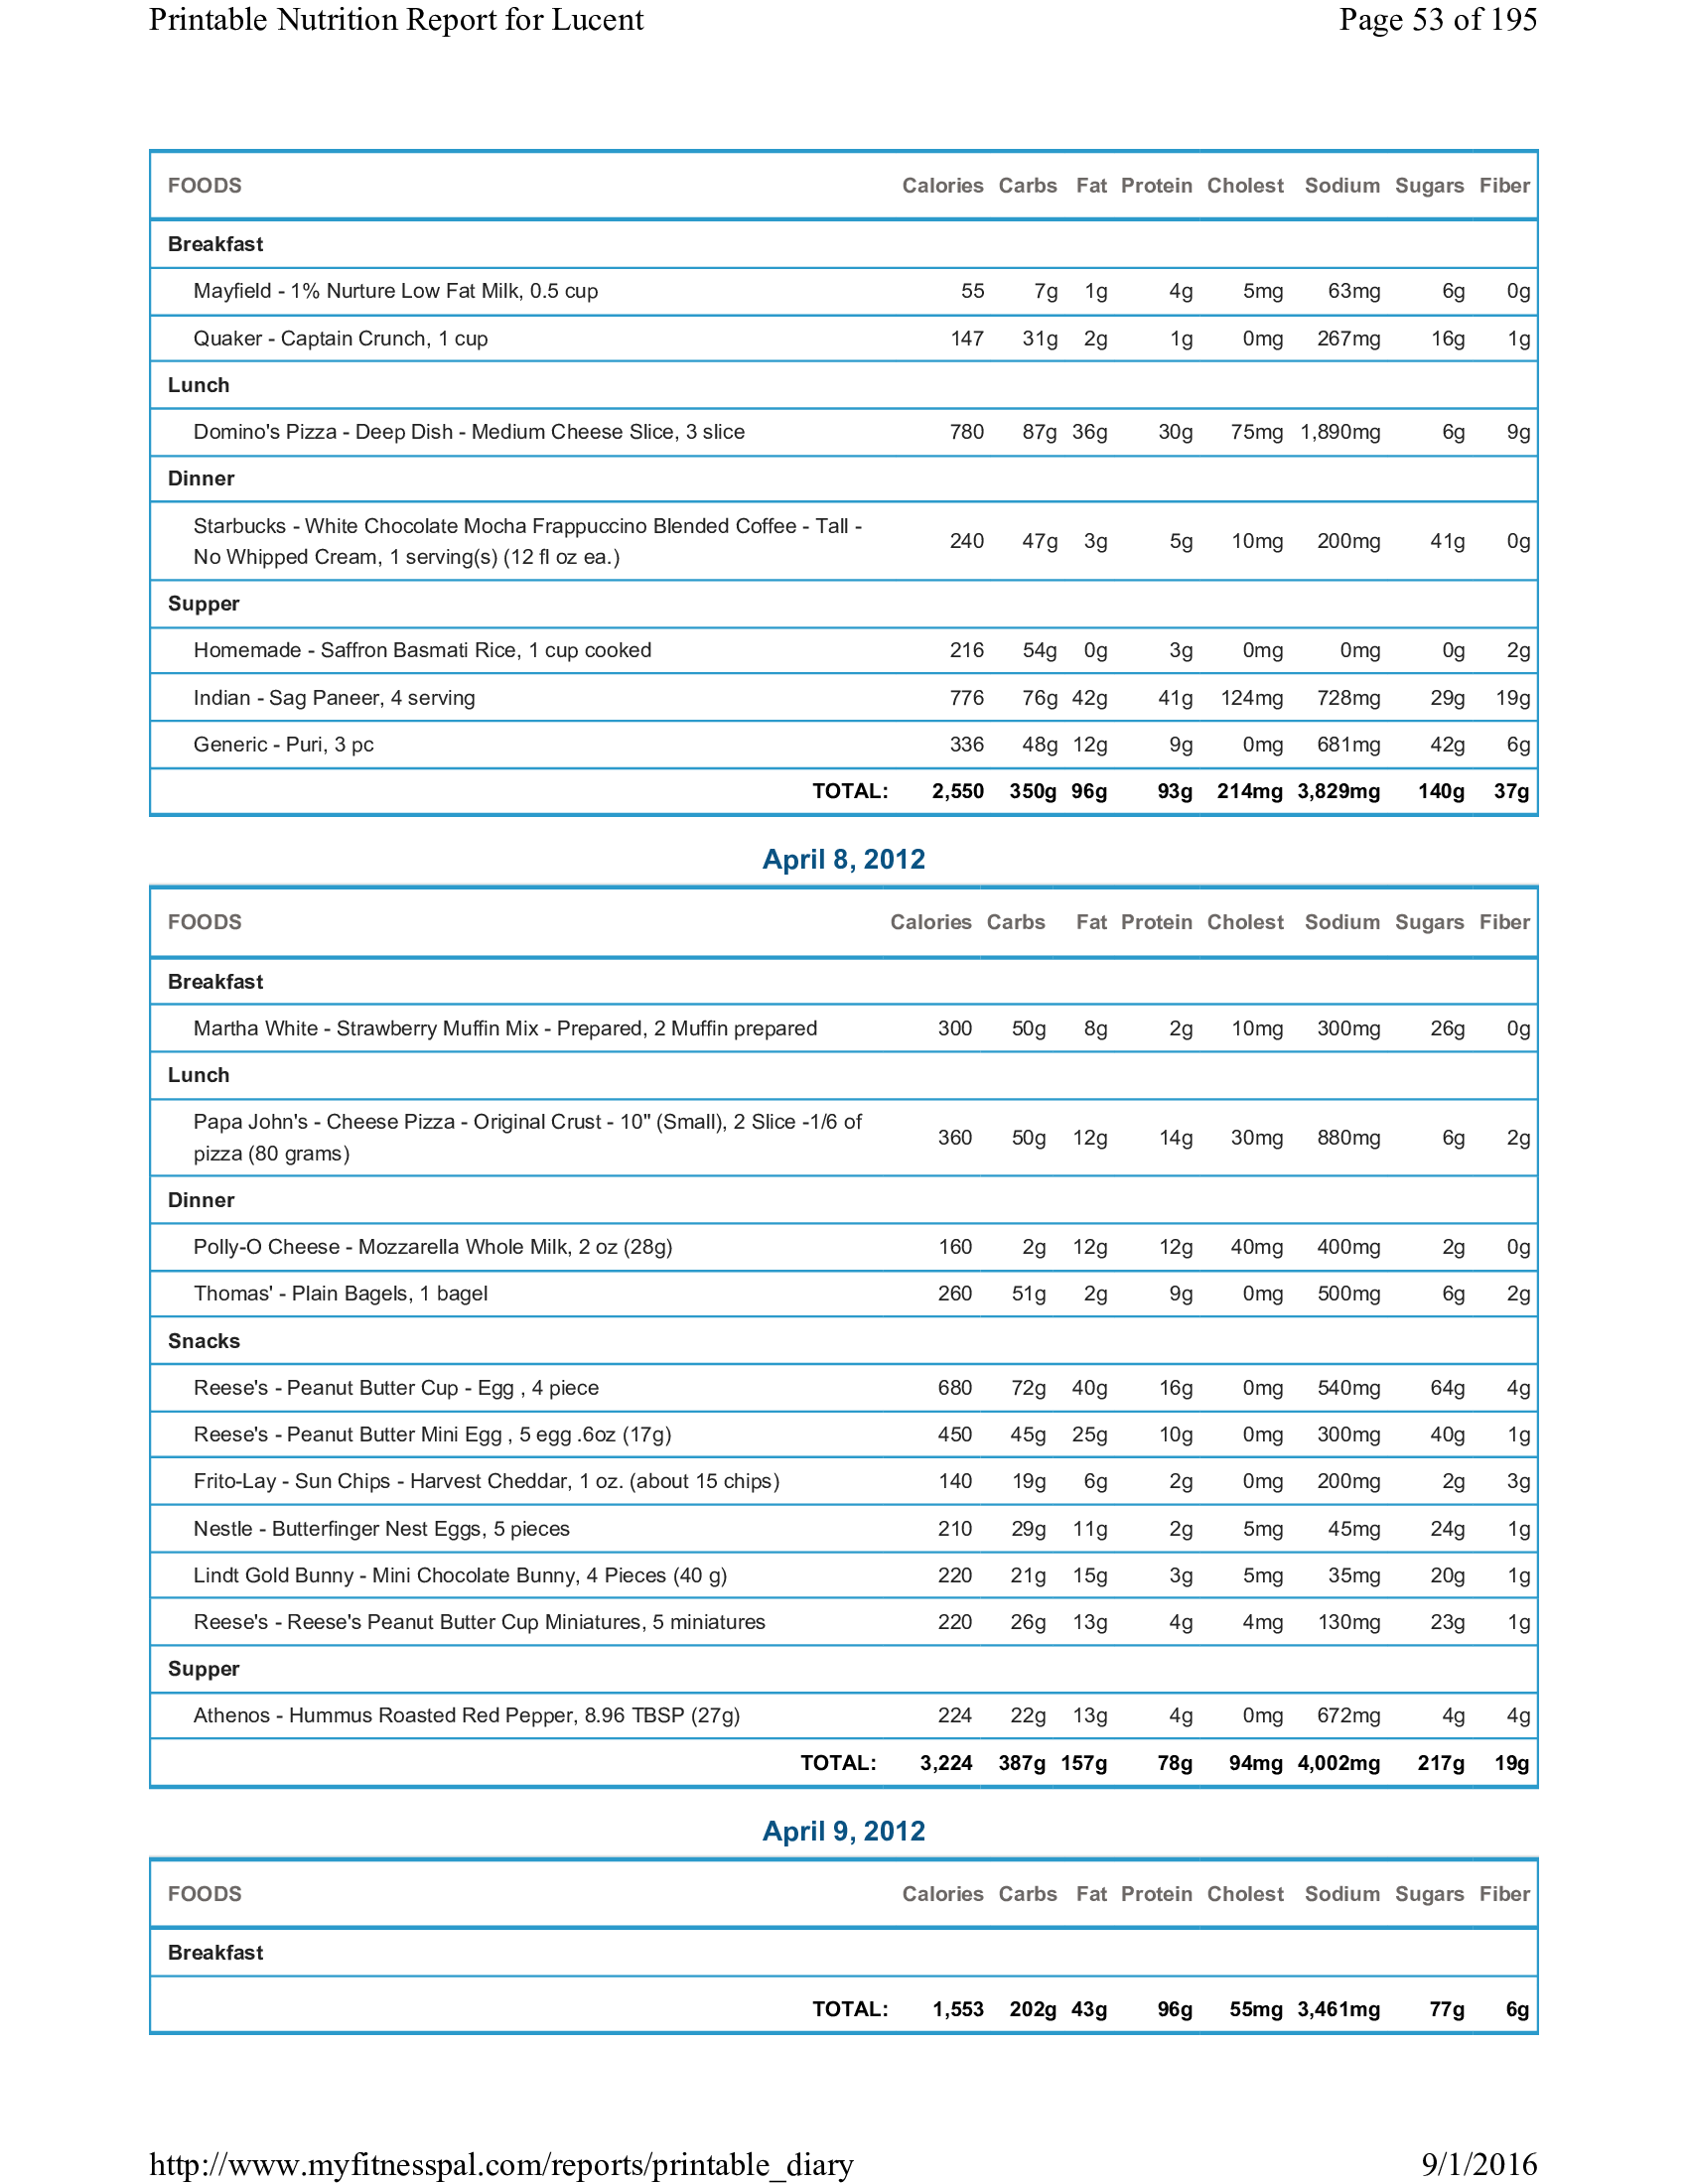 Printable Nutrition Report for Lucent Page 53 of 195
FOODS Calories Carbs Fat Protein Cholest Sodium Sugars Fiber
Breakfast
Mayfield - 1% Nurture Low Fat Milk, 0.5 cup 55 7g 1g 4g 5mg 63mg 6g 0g
Quaker - Captain Crunch, 1 cup 147 31g 2g 1g 0mg 267mg 16g 1g
Lunch
Domino's Pizza - Deep Dish - Medium Cheese Slice, 3 slice 780 87g 36g 30g 75mg 1,890mg 6g 9g
Dinner
Starbucks - White Chocolate Mocha Frappuccino Blended Coffee - Tall -
No Whipped Cream, 1 serving(s) (12 fl oz ea.) 240 47g 3g 5g 10mg 200mg 41g 0g
Supper
Homemade - Saffron Basmati Rice, 1 cup cooked 216 54g 0g 3g 0mg 0mg 0g 2g
Indian - Sag Paneer, 4 serving 776 76g 42g 41g 124mg 728mg 29g 19g
Generic - Puri, 3 pc 336 48g 12g 9g 0mg 681mg 42g 6g
TOTAL: 2,550 350g 96g 93g 214mg 3,829mg 140g 37g
April 8, 2012
FOODS Calories Carbs Fat Protein Cholest Sodium Sugars Fiber
Breakfast
Martha White - Strawberry Muffin Mix - Prepared, 2 Muffin prepared 300 50g 8g 2g 10mg 300mg 26g 0g
Lunch
Papa John's - Cheese Pizza - Original Crust - 10" (Small), 2 Slice -1/6 of
pizza (80 grams) 360 50g 12g 14g 30mg 880mg 6g 2g
Dinner
Polly-O Cheese - Mozzarella Whole Milk, 2 oz (28g) 160 2g 12g 12g 40mg 400mg 2g 0g
Thomas' - Plain Bagels, 1 bagel 260 51g 2g 9g 0mg 500mg 6g 2g
Snacks
Reese's - Peanut Butter Cup - Egg , 4 piece 680 72g 40g 16g 0mg 540mg 64g 4g
Reese's - Peanut Butter Mini Egg , 5 egg .6oz (17g) 450 45g 25g 10g 0mg 300mg 40g 1g
Frito-Lay - Sun Chips - Harvest Cheddar, 1 oz. (about 15 chips) 140 19g 6g 2g 0mg 200mg 2g 3g
Nestle - Butterfinger Nest Eggs, 5 pieces 210 29g 11g 2g 5mg 45mg 24g 1g
Lindt Gold Bunny - Mini Chocolate Bunny, 4 Pieces (40 g) 220 21g 15g 3g 5mg 35mg 20g 1g
Reese's - Reese's Peanut Butter Cup Miniatures, 5 miniatures 220 26g 13g 4g 4mg 130mg 23g 1g
Supper
Athenos - Hummus Roasted Red Pepper, 8.96 TBSP (27g) 224 22g 13g 4g 0mg 672mg 4g 4g
TOTAL: 3,224 387g 157g 78g 94mg 4,002mg 217g 19g
April 9, 2012
FOODS Calories Carbs Fat Protein Cholest Sodium Sugars Fiber
Breakfast
TOTAL: 1,553 202g 43g 96g 55mg 3,461mg 77g 6g
http://www.myfitnesspal.com/reports/printable_diary 9/1/2016